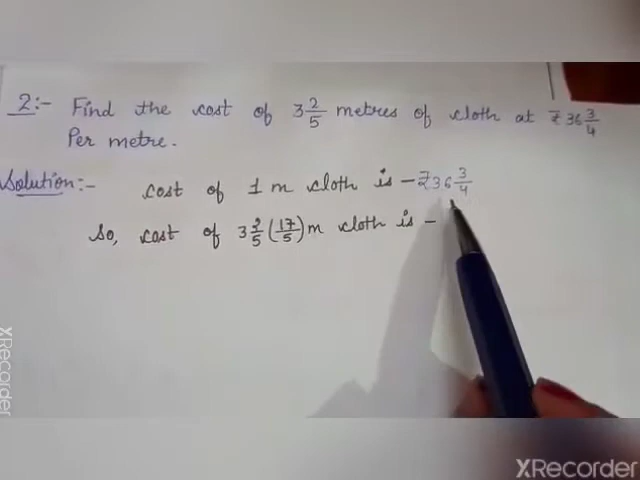 2:- Find the cost of 3 2/5 metres of cloth at ₹36 3/4
Per metre.
Solution:- cost of 1 m cloth is - ₹36 3/4
So, cost of 3 2/5 (17/5) m cloth is -
XRecorder
XRecorder